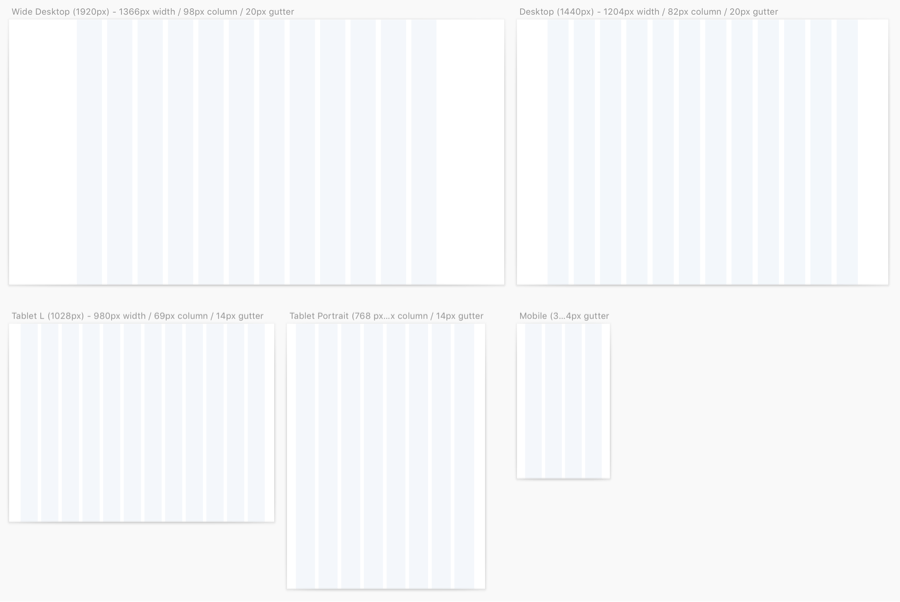 Wide Desktop (1920px) - 1366px width / 98px column / 20px gutter
Desktop (1440px) - 1204px width / 82px column / 20px gutter
Tablet L (1028px) - 980px width / 69px column / 14px gutter
Tablet Portrait (768 px...x column / 14px gutter
Mobile (3...4px gutter